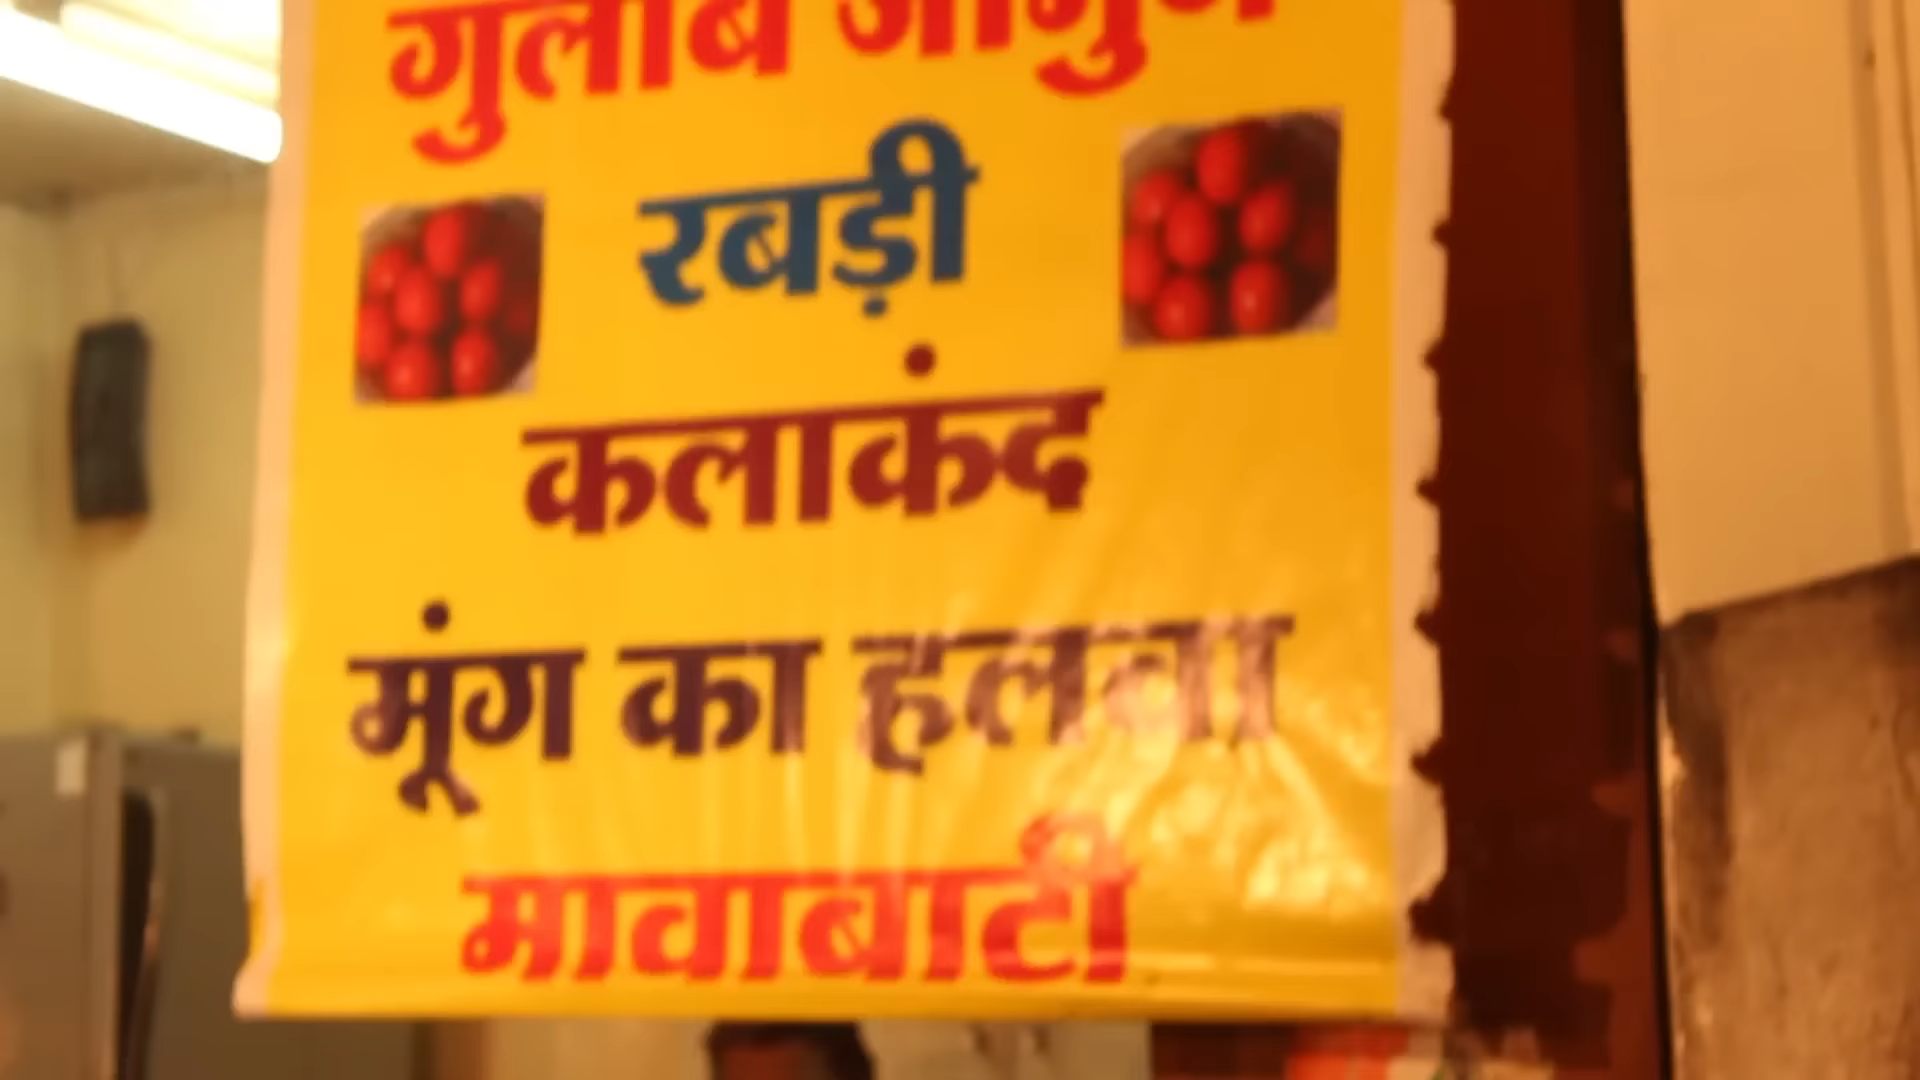 गुलाब जामुन
रबड़ी
कलाकंद
मूंग का हलवा
मावाबाटी